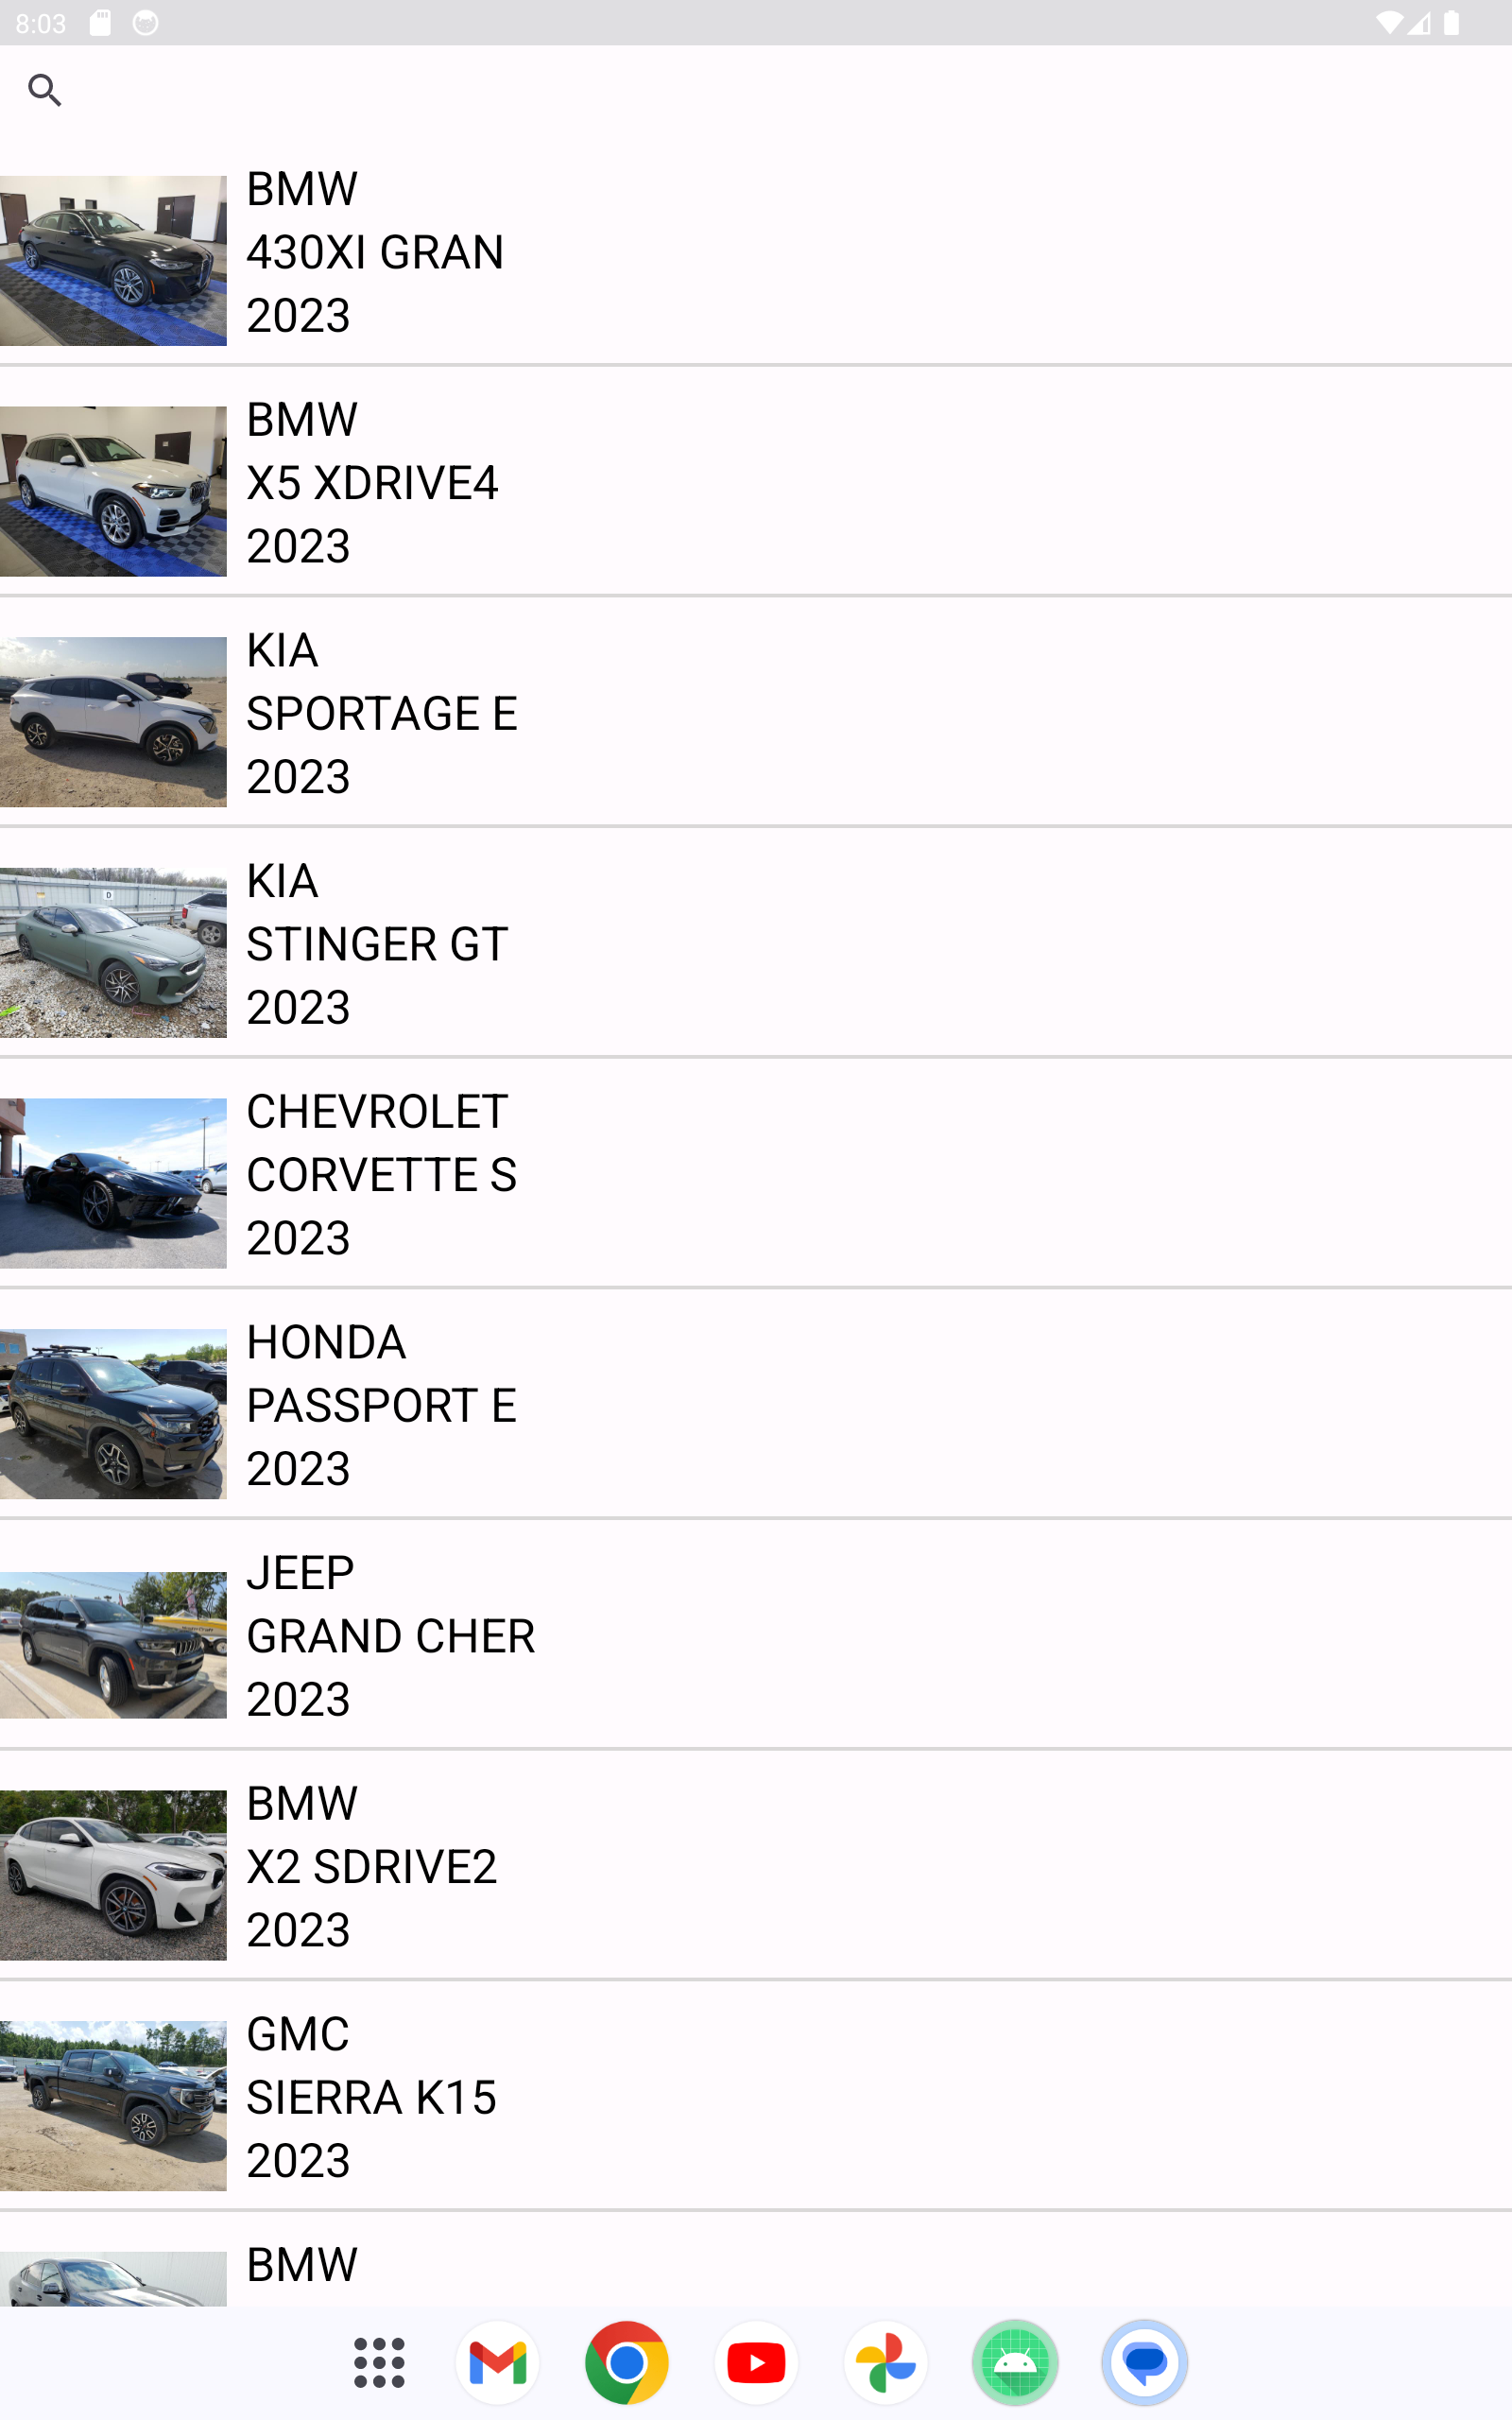 8:03
BMW
430XI GRAN
2023
BMW
X5 XDRIVE4
2023
KIA
SPORTAGE E
2023
KIA
STINGER GT
2023
CHEVROLET
CORVETTE S
2023
HONDA
PASSPORT E
2023
JEEP
GRAND CHER
2023
BMW
X2 SDRIVE2
2023
GMC
SIERRA K15
2023
BMW